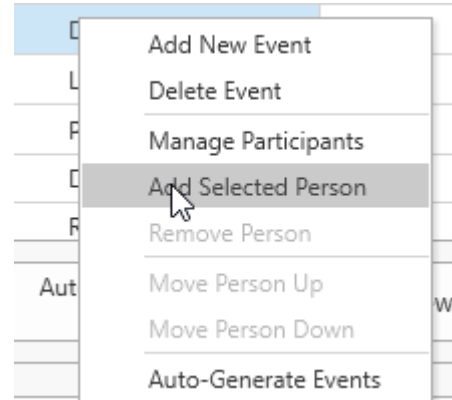 Add New Event
Delete Event
Manage Participants
Add Selected Person
Remove Person
Move Person Up
Move Person Down
Auto-Generate Events